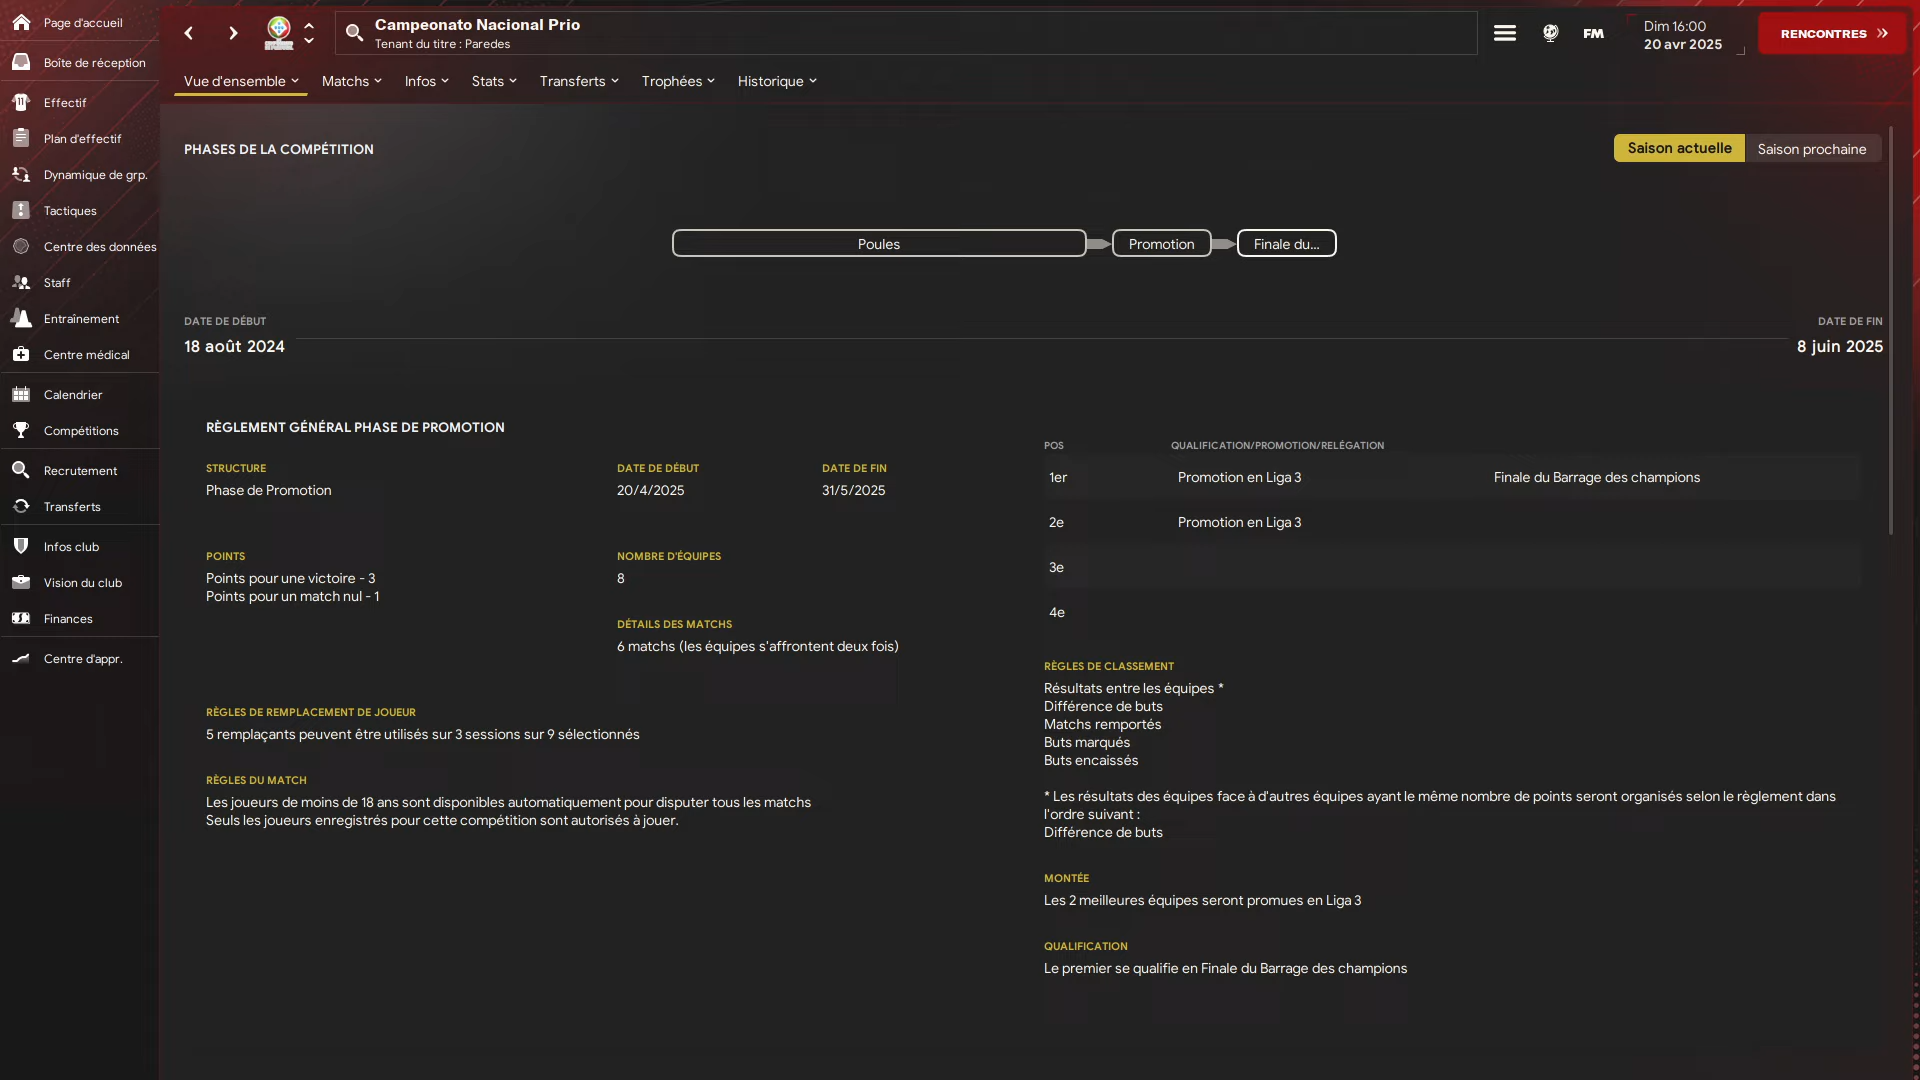 Page d'accueil
Boîte de réception
Effectif
Plan d'effectif
Dynamique de grp.
Tactiques
Centre des données
Staff
Entraînement
Centre médical
Calendrier
Compétitions
Recrutement
Transferts
Infos club
Vision du club
Finances
Centre d'appr.
Campeonato Nacional Prio
Tenant du titre : Paredes
FM
Dim 16:00
20 avr 2025
RENCONTRES
Vue d'ensemble Matchs Infos Stats Transferts Trophées Historique
PHASES DE LA COMPÉTITION
Saison actuelle Saison prochaine
Poules Promotion Finale du...
DATE DE DÉBUT
18 août 2024
DATE DE FIN
8 juin 2025
RÈGLEMENT GÉNÉRAL PHASE DE PROMOTION
STRUCTURE
Phase de Promotion
DATE DE DÉBUT
20/4/2025
DATE DE FIN
31/5/2025
POINTS
Points pour une victoire - 3
Points pour un match nul - 1
NOMBRE D'ÉQUIPES
8
DÉTAILS DES MATCHS
6 matchs (les équipes s'affrontent deux fois)
RÈGLES DE REMPLACEMENT DE JOUEUR
5 remplaçants peuvent être utilisés sur 3 sessions sur 9 sélectionnés
RÈGLES DU MATCH
Les joueurs de moins de 18 ans sont disponibles automatiquement pour disputer tous les matchs
Seuls les joueurs enregistrés pour cette compétition sont autorisés à jouer.
POS QUALIFICATION/PROMOTION/RELÉGATION
1er Promotion en Liga 3 Finale du Barrage des champions
2e Promotion en Liga 3
3e
4e
RÈGLES DE CLASSEMENT
Résultats entre les équipes *
Différence de buts
Matchs remportés
Buts marqués
Buts encaissés
* Les résultats des équipes face à d'autres équipes ayant le même nombre de points seront organisés selon le règlement dans
l'ordre suivant :
Différence de buts
MONTÉE
Les 2 meilleures équipes seront promues en Liga 3
QUALIFICATION
Le premier se qualifie en Finale du Barrage des champions